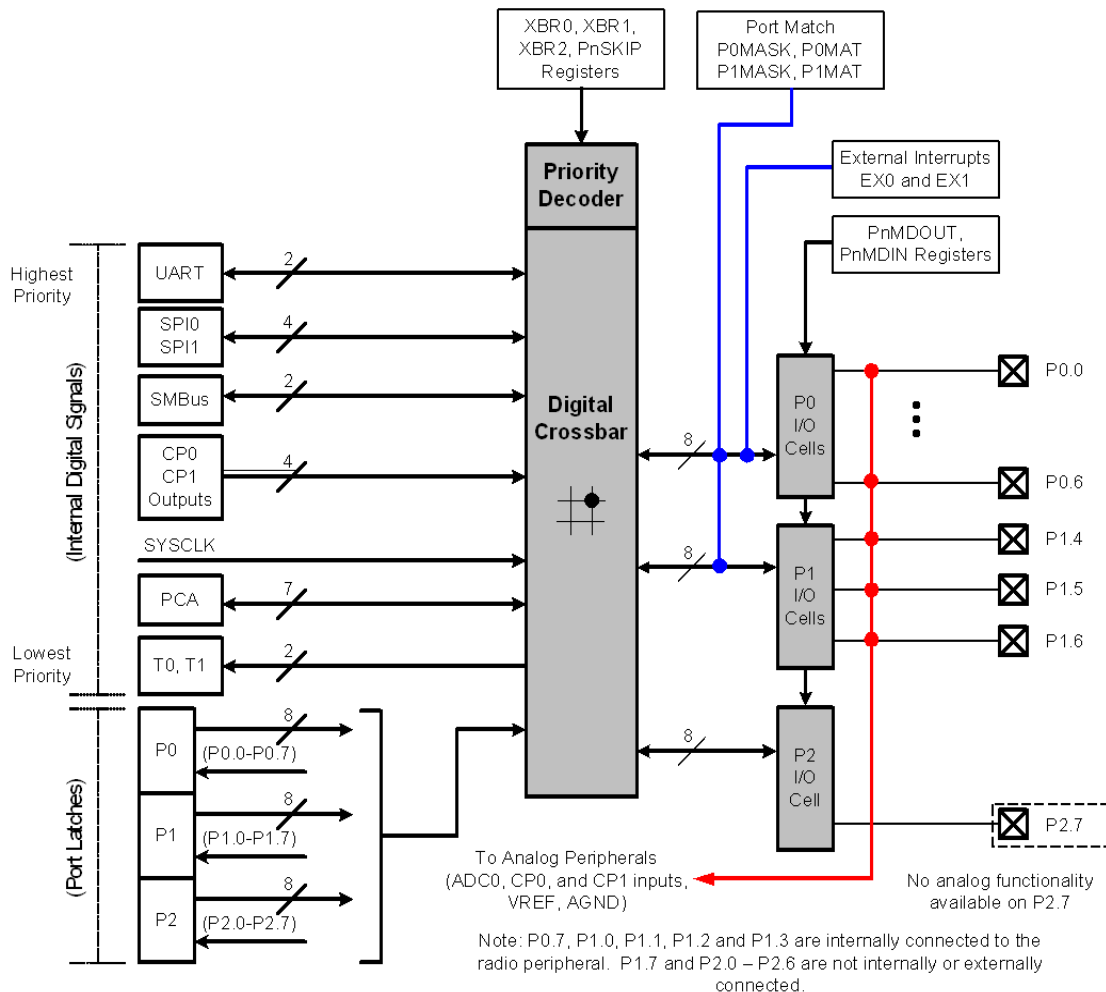 XBR0, XBR1,
XBR2, PnSKIP
Registers
Port Match
P0MASK, P0MAT
P1MASK, P1MAT
External Interrupts
EX0 and EX1
Priority
Decoder
PnMDOUT,
PnMDIN Registers
Highest
Priority
UART
2
SPI0
SPI1
4
(Internal Digital Signals)
SMBus
2
Digital
Crossbar
CP0
CP1
Outputs
4
8
P0
I/O
Cells
P0.0
P0.6
SYSCLK
8
P1
I/O
Cells
P1.4
P1.5
P1.6
PCA
7
Lowest
Priority
T0, T1
2
(Port Latches)
P0
8
(P0.0-P0.7)
P1
8
(P1.0-P1.7)
P2
8
(P2.0-P2.7)
8
P2
I/O
Cell
P2.7
To Analog Peripherals
(ADC0, CP0, and CP1 inputs,
VREF, AGND)
No analog functionality
available on P2.7
Note: P0.7, P1.0, P1.1, P1.2 and P1.3 are internally connected to the
radio peripheral. P1.7 and P2.0 – P2.6 are not internally or externally
connected.